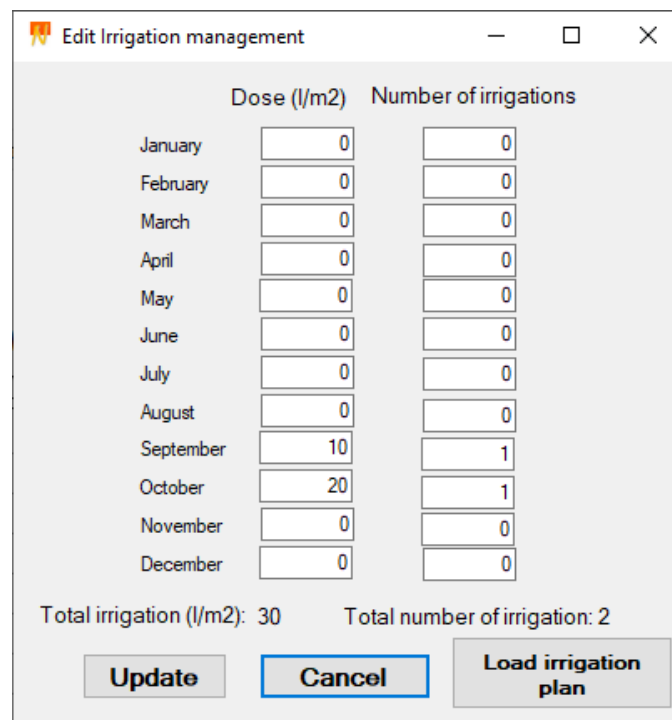 Edit Irrigation management
Dose (l/m2) Number of irrigations
January 0 0
February 0 0
March 0 0
April 0 0
May 0 0
June 0 0
July 0 0
August 0 0
September 10 1
October 20 1
November 0 0
December 0 0
Total irrigation (l/m2): 30 Total number of irrigation: 2
Update Cancel Load irrigation
plan